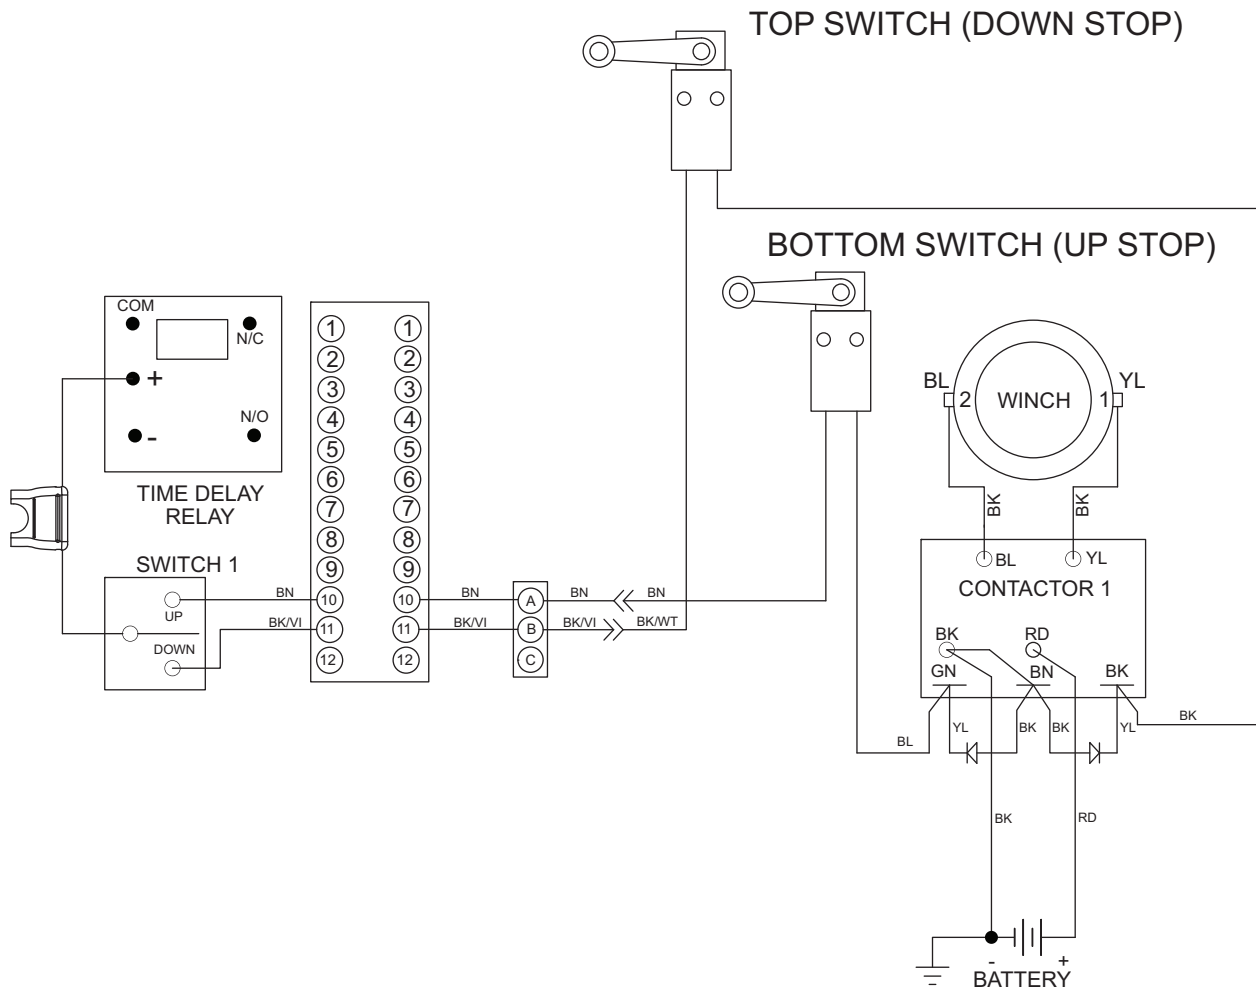 TOP SWITCH (DOWN STOP)
BOTTOM SWITCH (UP STOP)
COM
N/C
+
N/O
-
TIME DELAY
RELAY
SWITCH 1
UP
DOWN
1 1
2 2
3 3
4 4
5 5
6 6
7 7
8 8
9 9
BN 10 10 BN A BN BN
BK/VI 11 11 BK/VI B BK/VI BK/WT
12 12 C
BL 2 WINCH 1 YL
BK BK
BL YL
CONTACTOR 1
BK RD
GN BN BK
BL YL BK BK YL BK
BK RD
- +
BATTERY